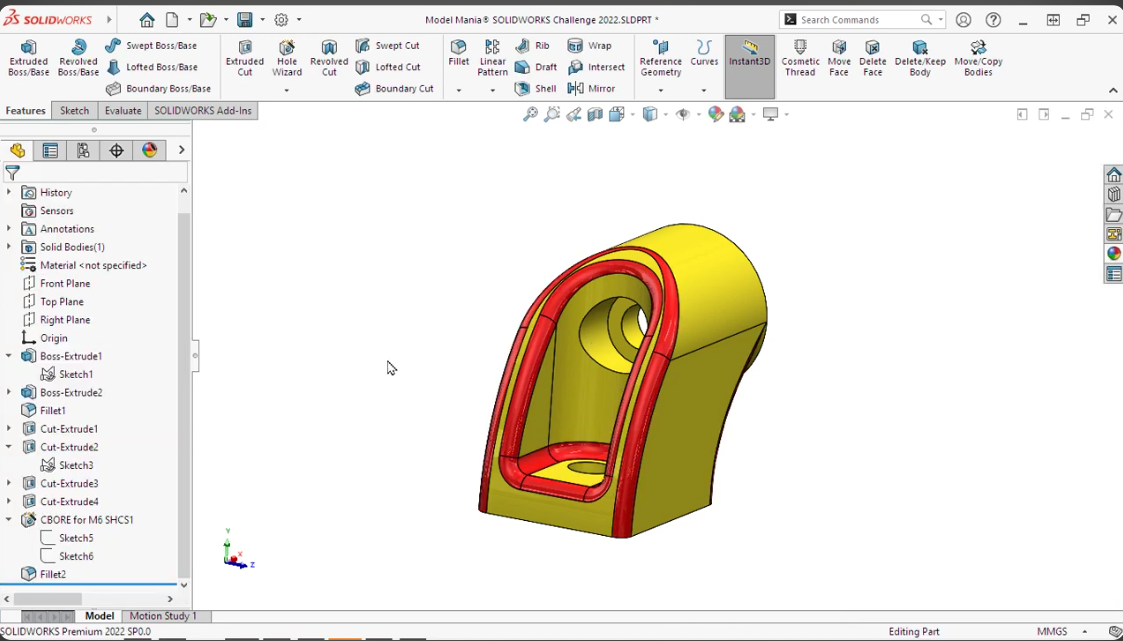 SOLIDWORKS
Model Mania® SOLIDWORKS Challenge 2022.SLDPRT *
Search Commands
Extruded Boss/Base
Revolved Boss/Base
Swept Boss/Base
Lofted Boss/Base
Boundary Boss/Base
Extruded Cut
Hole Wizard
Revolved Cut
Swept Cut
Lofted Cut
Boundary Cut
Fillet
Linear Pattern
Rib
Draft
Shell
Wrap
Intersect
Mirror
Reference Geometry
Curves
Instant3D
Cosmetic Thread
Move Face
Delete Face
Delete/Keep Body
Move/Copy Bodies
Features
Sketch
Evaluate
SOLIDWORKS Add-Ins
History
Sensors
Annotations
Solid Bodies(1)
Material <not specified>
Front Plane
Top Plane
Right Plane
Origin
Boss-Extrude1
Sketch1
Boss-Extrude2
Fillet1
Cut-Extrude1
Cut-Extrude2
Sketch3
Cut-Extrude3
Cut-Extrude4
CBORE for M6 SHCS1
Sketch5
Sketch6
Fillet2
Y
X
Z
Model
Motion Study 1
SOLIDWORKS Premium 2022 SP0.0
Editing Part
MMGS